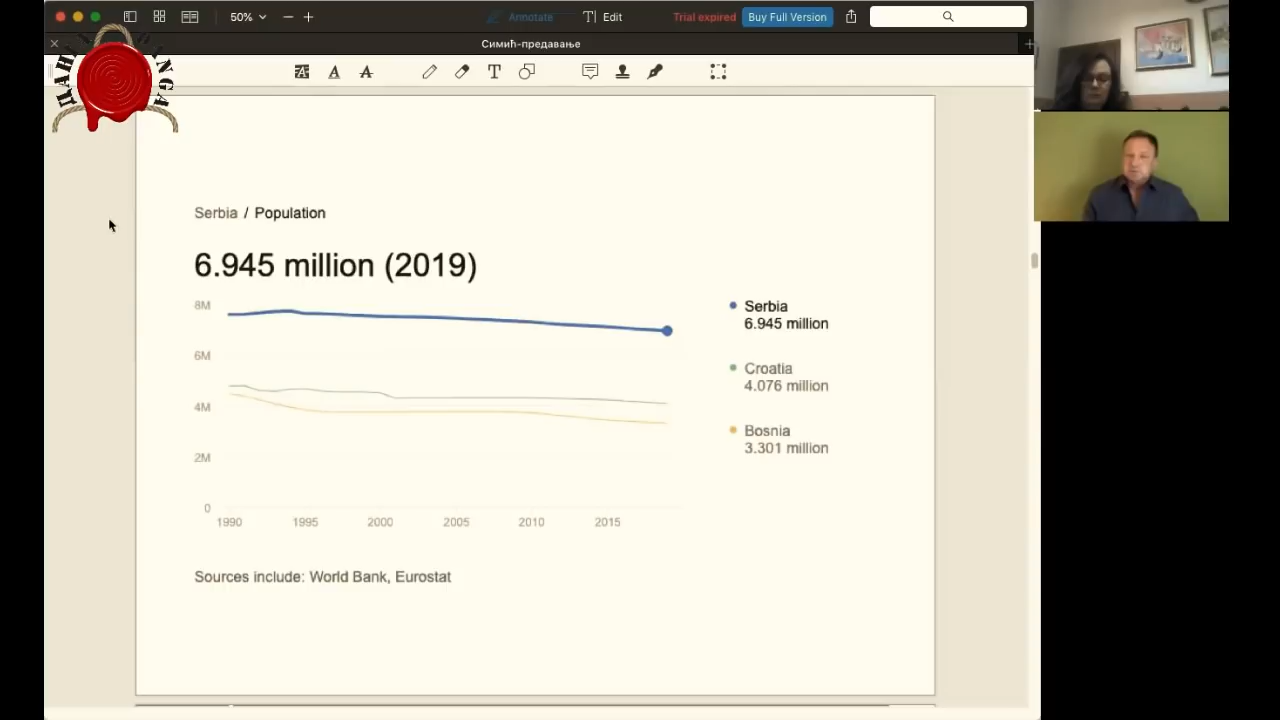 50%
Annotate
Edit
Trial expired
Buy Full Version
Симић-предавање
ДАН
NGA
Serbia / Population
6.945 million (2019)
8M
6M
4M
2M
0
1990 1995 2000 2005 2010 2015
Serbia
6.945 million
Croatia
4.076 million
Bosnia
3.301 million
Sources include: World Bank, Eurostat